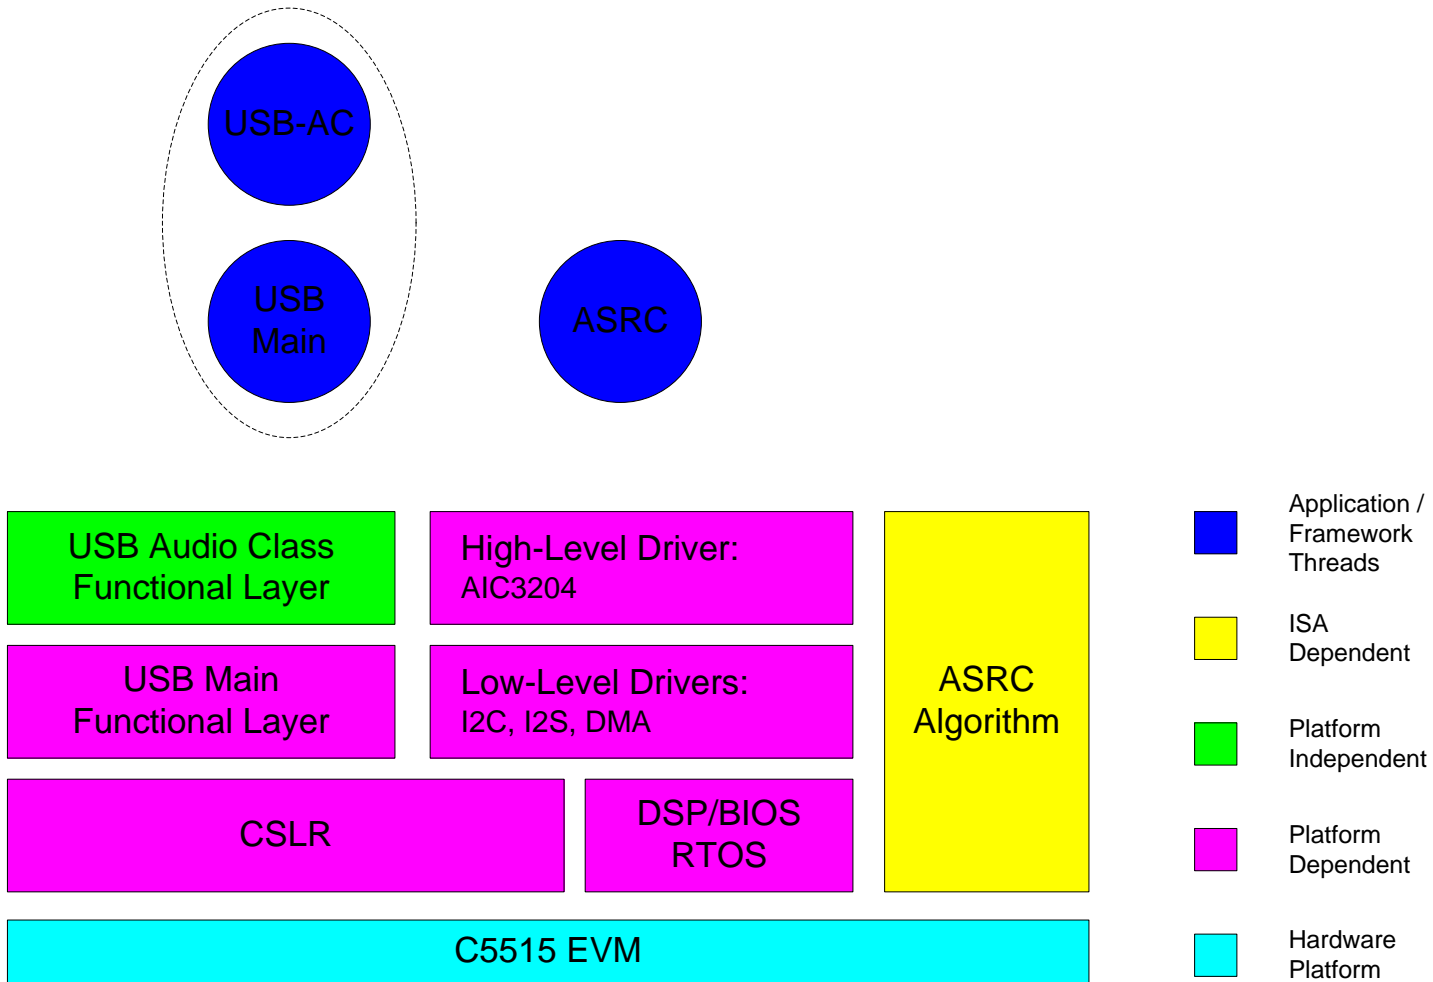 USB-AC
USB
Main
ASRC
USB Audio Class
Functional Layer
High-Level Driver:
AIC3204
USB Main
Functional Layer
Low-Level Drivers:
I2C, I2S, DMA
ASRC
Algorithm
CSLR
DSP/BIOS
RTOS
C5515 EVM
Application /
Framework
Threads
ISA
Dependent
Platform
Independent
Platform
Dependent
Hardware
Platform